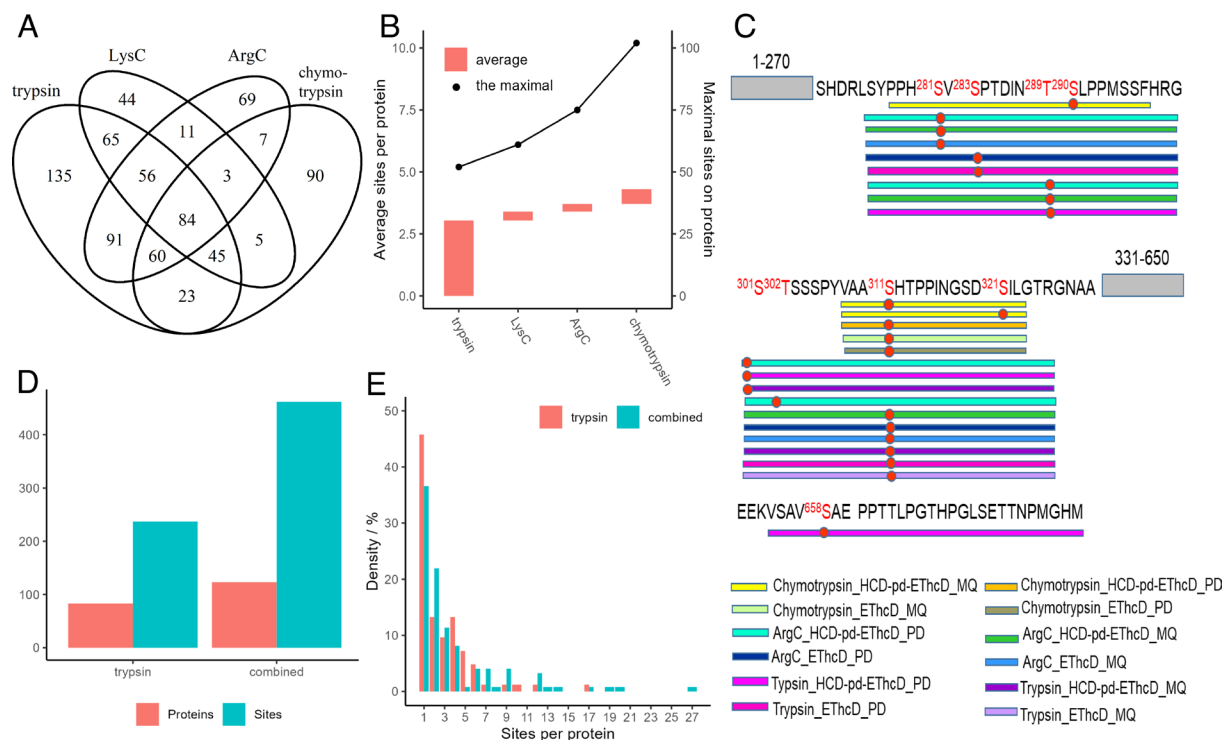 A
LysC
ArgC
chymo-
trypsin
trypsin
44
69
65
11
7
135
56
3
90
84
91
60
45
5
23
B
average
the maximal
Average sites per protein
10.0
7.5
5.0
2.5
0.0
Maximal sites on protein
100
75
50
25
0
trypsin
LysC
ArgC
chymotrypsin
C
1-270
SHDRLSYPPH281SV283SPTDIN289T290SLPPMSSFHRG
331-650
301S302TSSSPYVAA311SHTPPINGSD321SILGTRGNAA
EEKVSAV658SAE PPTTLPGTHPGLSETTNPMGHM
Chymotrypsin_HCD-pd-EThcD_MQ
Chymotrypsin_EThcD_MQ
ArgC_HCD-pd-EThcD_PD
ArgC_EThcD_PD
Typsin_HCD-pd-EThcD_PD
Trypsin_EThcD_PD
Chymotrypsin_HCD-pd-EThcD_PD
Chymotrypsin_EThcD_PD
ArgC_HCD-pd-EThcD_MQ
ArgC_EThcD_MQ
Trypsin_HCD-pd-EThcD_MQ
Trypsin_EThcD_MQ
D
400
300
200
100
0
trypsin
combined
Proteins
Sites
E
trypsin
combined
Density / %
50
40
30
20
10
0
1 3 5 7 9 11 13 15 17 19 21 23 25 27
Sites per protein